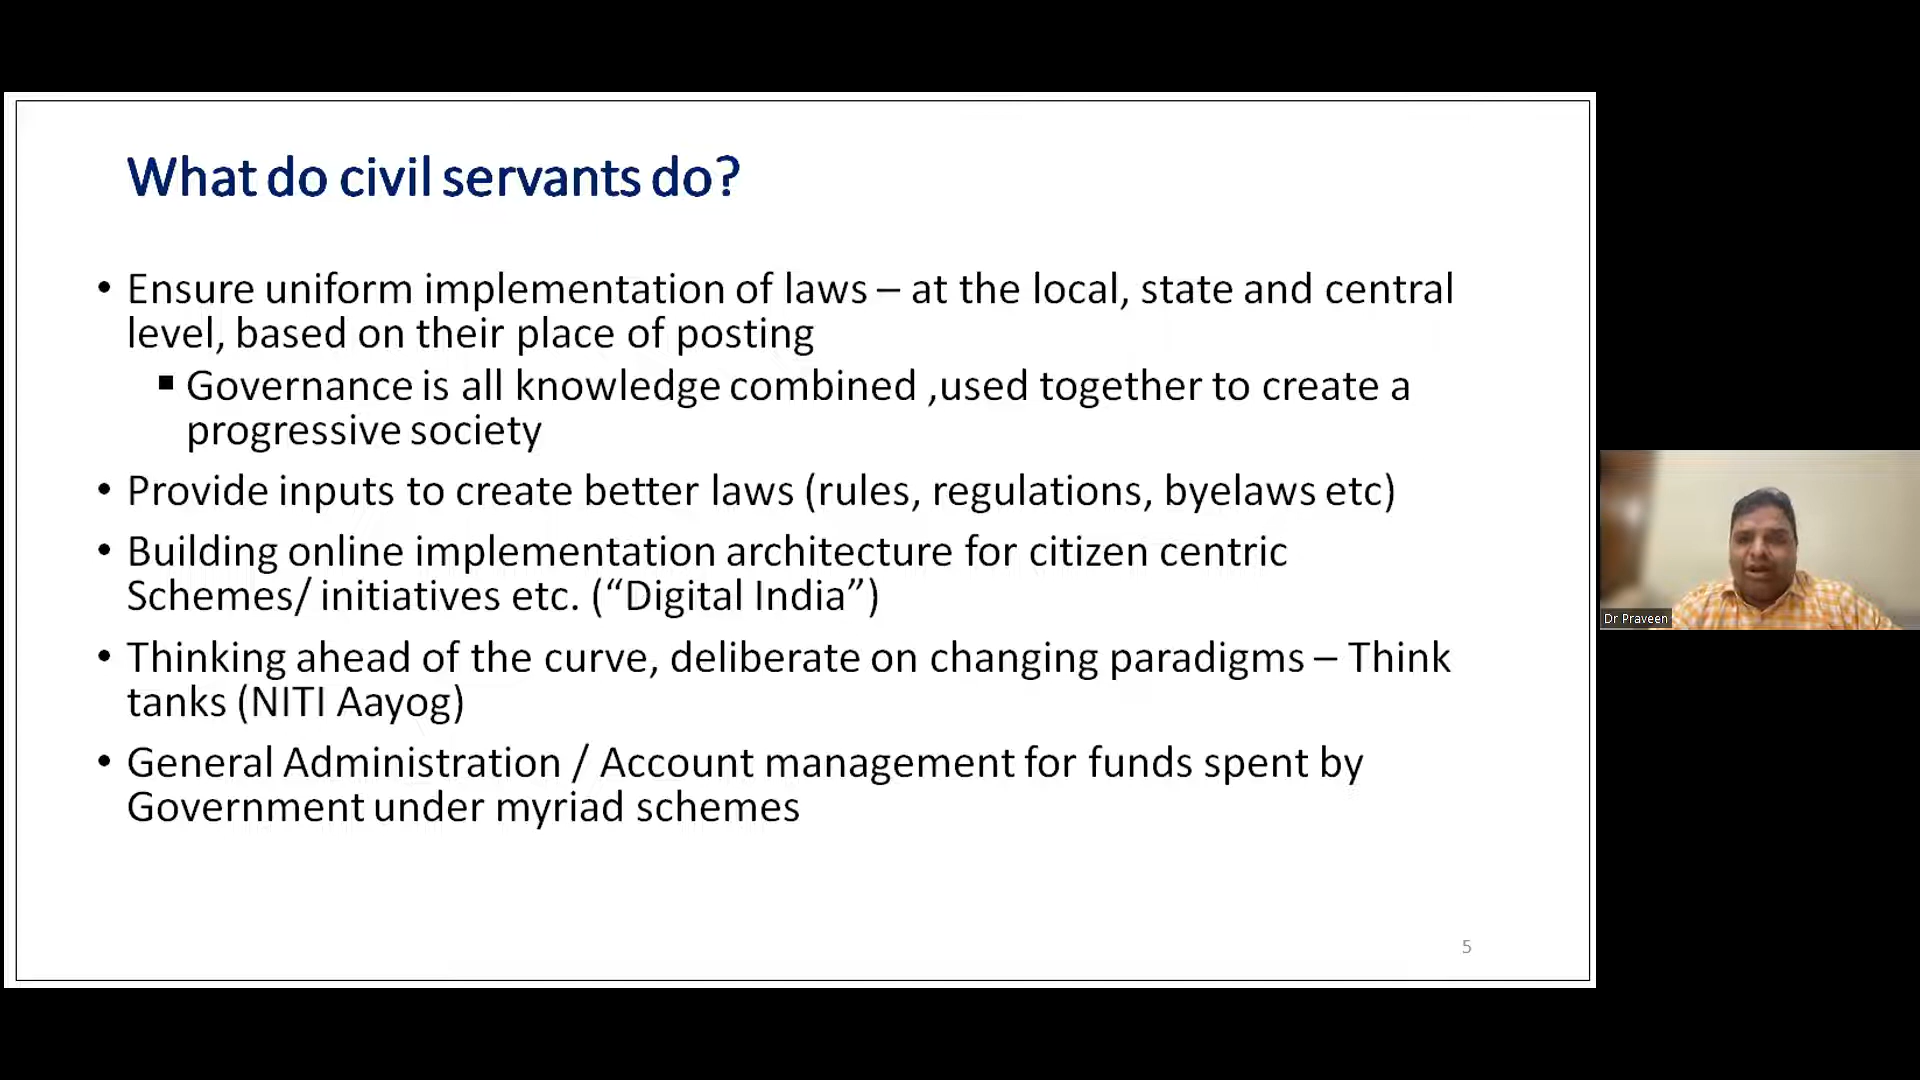 What do civil servants do?
• Ensure uniform implementation of laws – at the local, state and central
level, based on their place of posting
▪ Governance is all knowledge combined ,used together to create a
progressive society
• Provide inputs to create better laws (rules, regulations, byelaws etc)
• Building online implementation architecture for citizen centric
Schemes/ initiatives etc. (“Digital India”)
• Thinking ahead of the curve, deliberate on changing paradigms – Think
tanks (NITI Aayog)
• General Administration / Account management for funds spent by
Government under myriad schemes
5
Dr Praveen